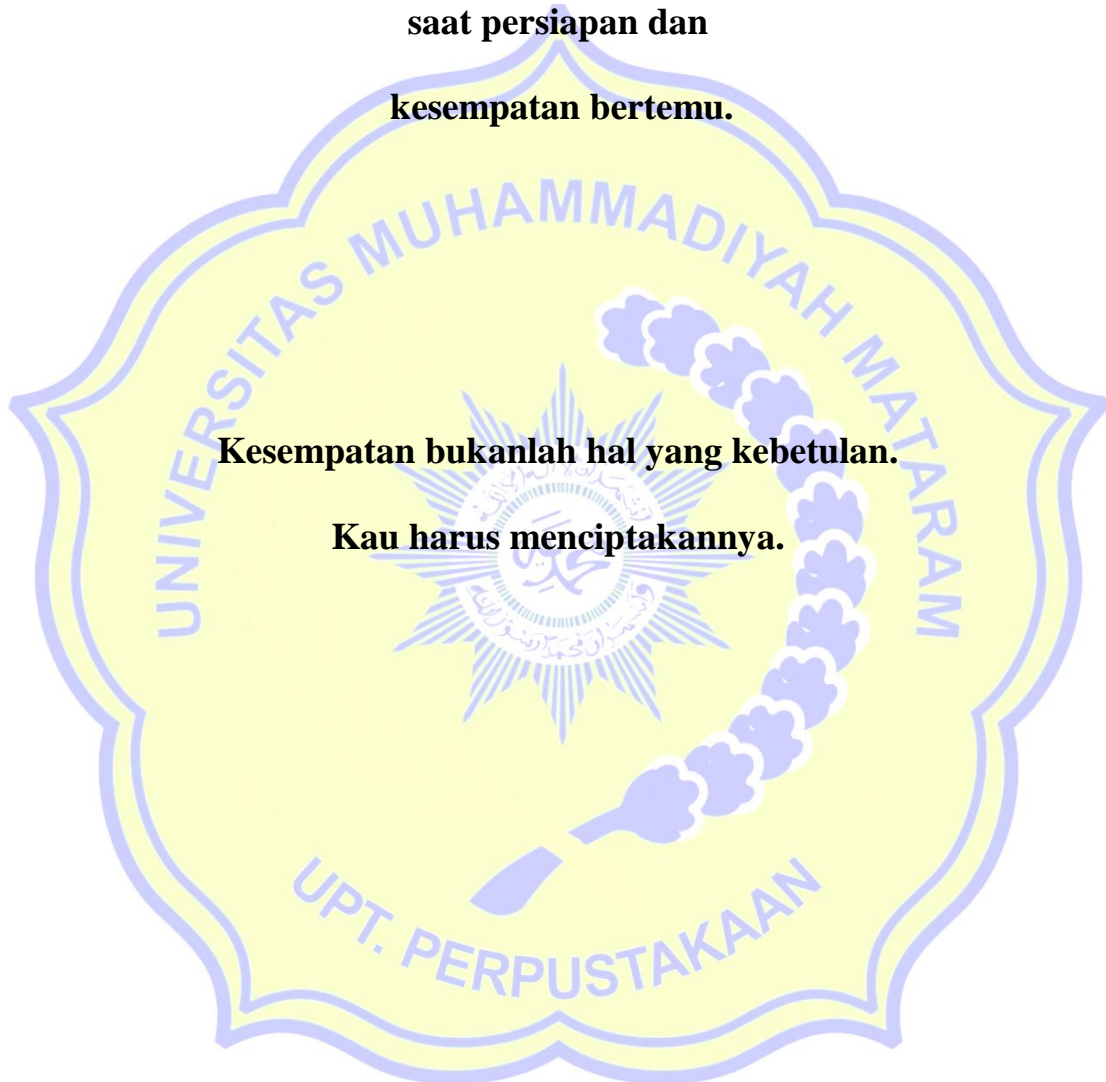 saat persiapan dan
kesempatan bertemu.
UNIVERSITAS MUHAMMADIYAH MATARAM
Kesempatan bukanlah hal yang kebetulan.
Kau harus menciptakannya.
UPT. PERPUSTAKAAN